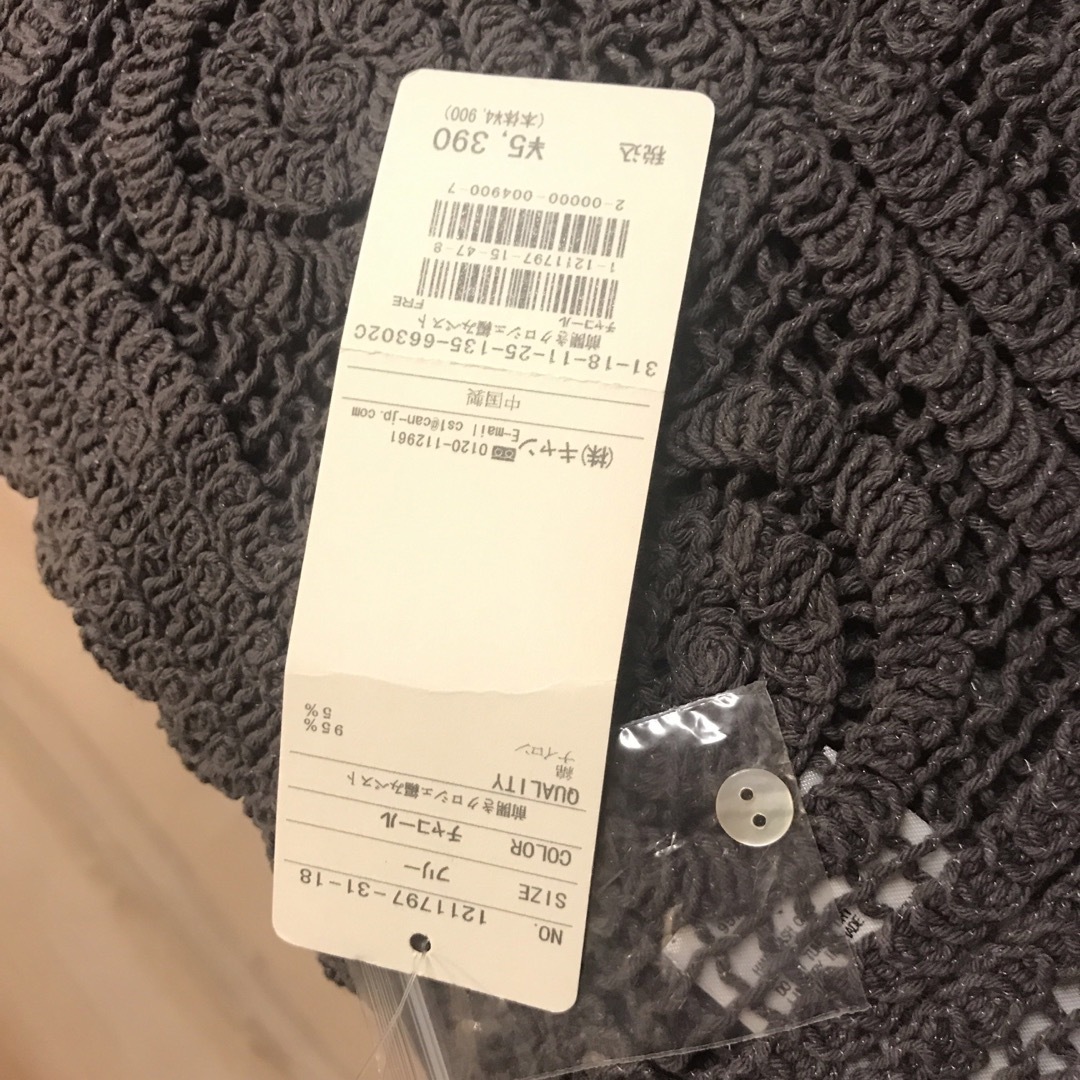 NO. 1211797-31-18
SIZE フリー
COLOR チャコール
前開きクロシェ編みベスト
QUALITY
綿 95%
ナイロン 5%
(株)キャン 0120-112961
E-mail cs1@can-jp.com
中国製
31-18-11-25-135-66302C
前開きクロシェ編みベスト
チャコール FRE
1-1211797-15-47-8
2-00000-004900-7
税込 ¥5,390
(本体¥4,900)